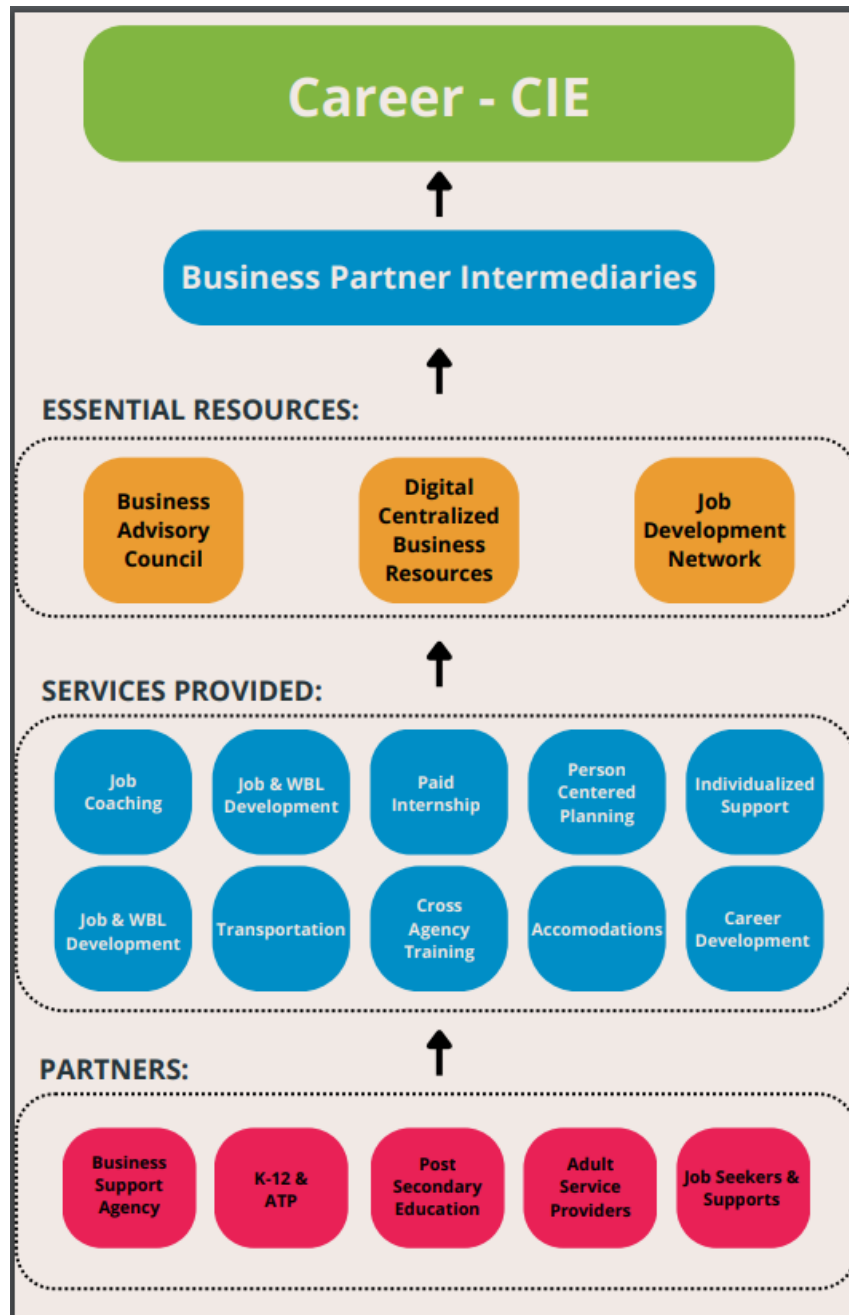 Career - CIE
Business Partner Intermediaries
ESSENTIAL RESOURCES:
Business
Advisory
Council
Digital
Centralized
Business
Resources
Job
Development
Network
SERVICES PROVIDED:
Job
Coaching
Job & WBL
Development
Paid
Internship
Person
Centered
Planning
Individualized
Support
Job & WBL
Development
Transportation
Cross
Agency
Training
Accomodations
Career
Development
PARTNERS:
Business
Support
Agency
K-12 &
ATP
Post
Secondary
Education
Adult
Service
Providers
Job Seekers &
Supports